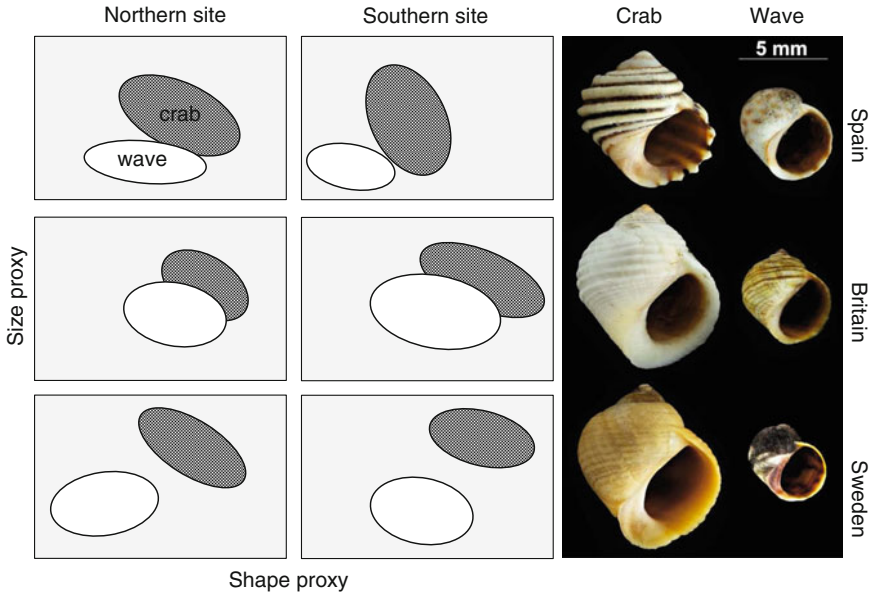 Northern site
Southern site
Crab
Wave
5 mm
crab
wave
Spain
Britain
Sweden
Size proxy
Shape proxy